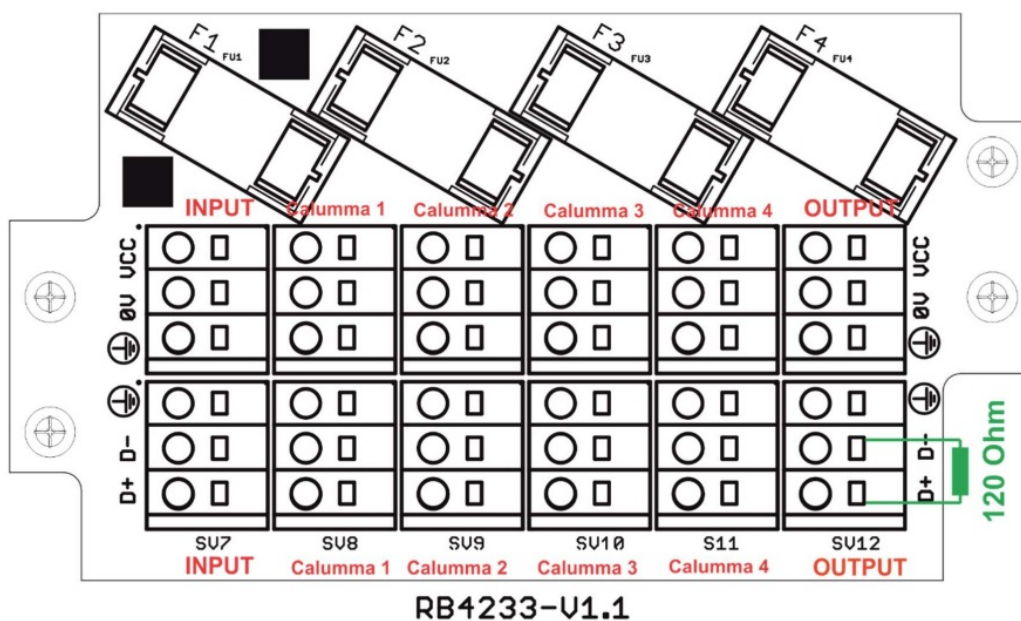 F1 FU1 F2 FU2 F3 FU3 F4 FU4
INPUT Calumma 1 Calumma 2 Calumma 3 Calumma 4 OUTPUT
VCC VCC
0V 0V
D- D-
D+ D+
120 Ohm
SV7 SV8 SV9 SV10 S11 SV12
INPUT Calumma 1 Calumma 2 Calumma 3 Calumma 4 OUTPUT
RB4233-V1.1